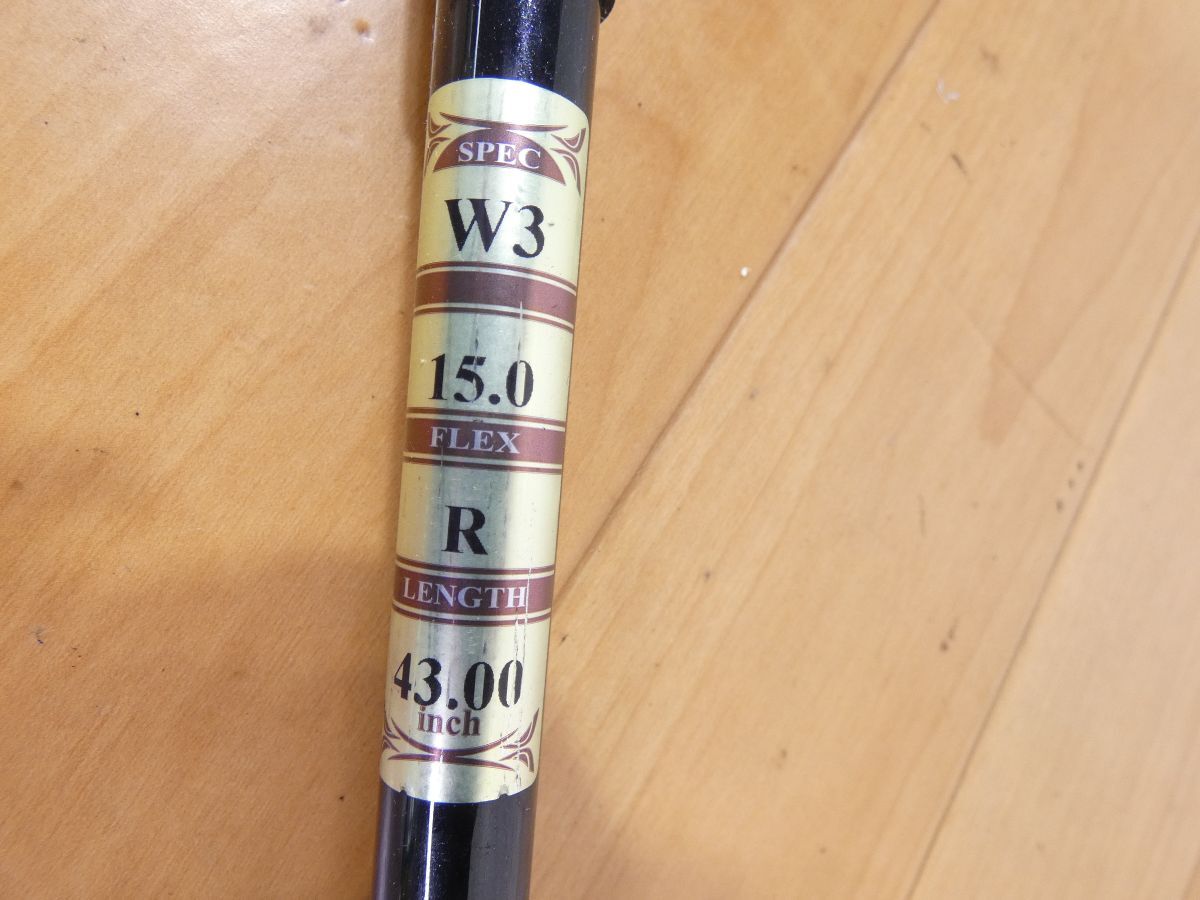 SPEC
W3
15.0
FLEX
R
LENGTH
43.00
inch